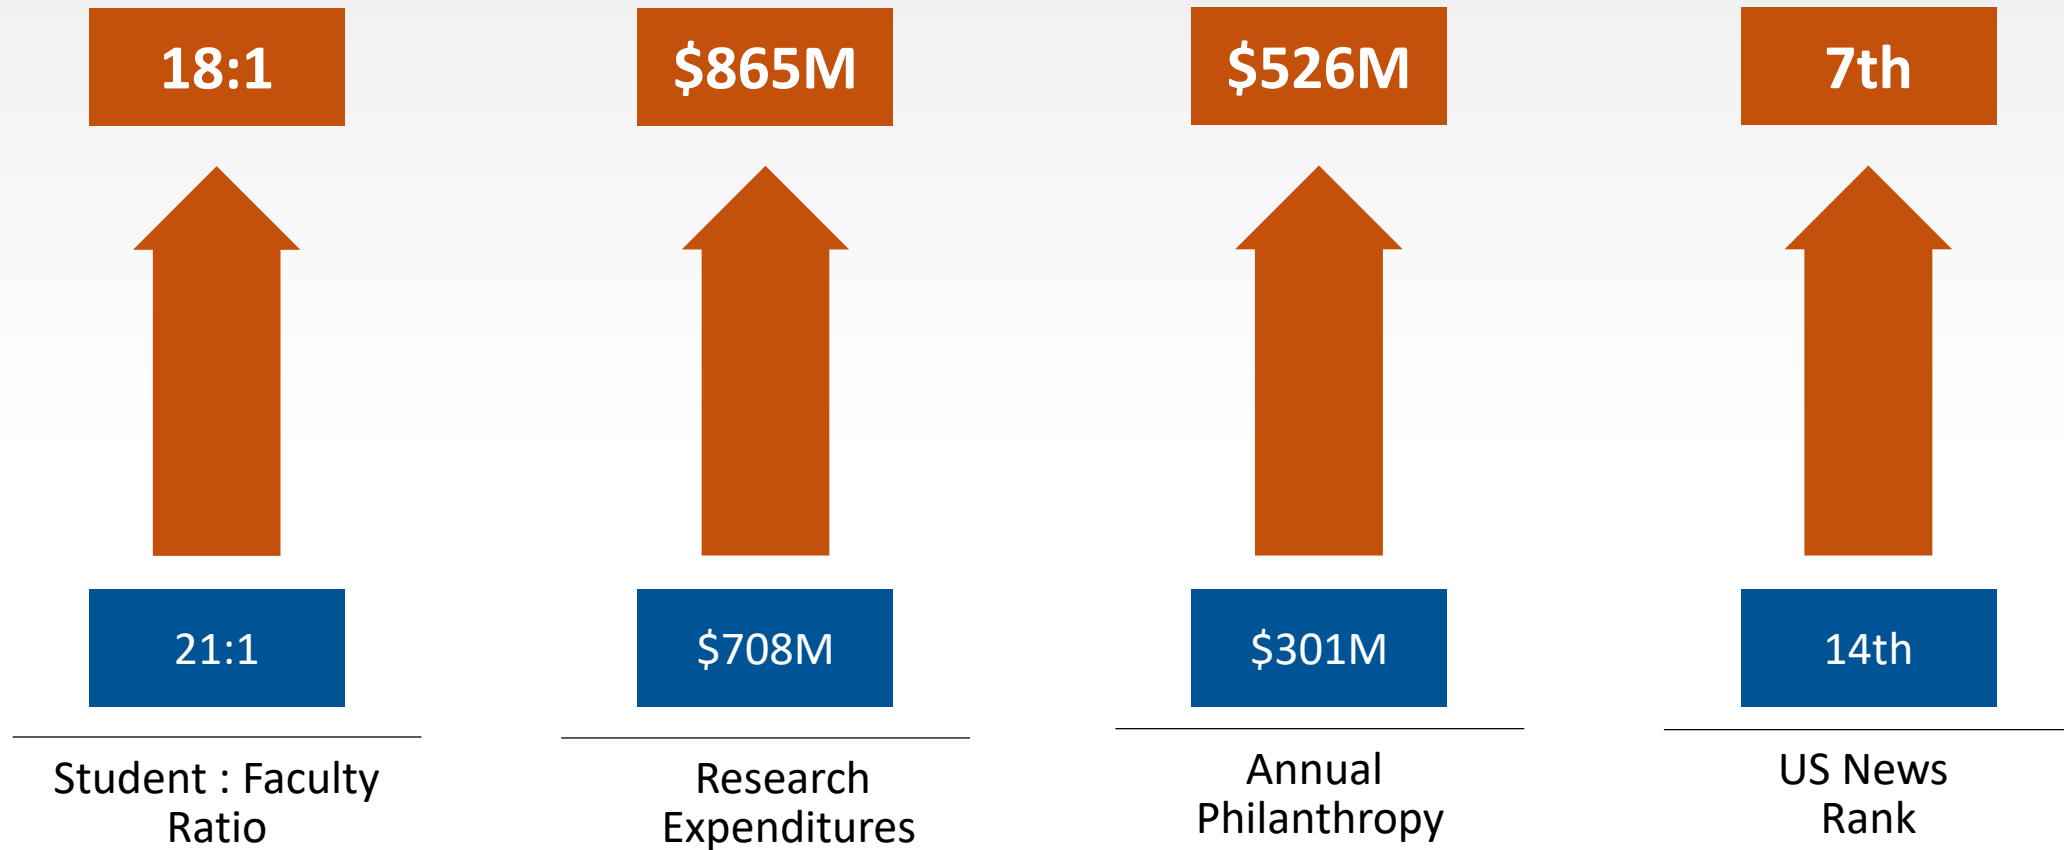 18:1
$865M
$526M
7th
21:1
$708M
$301M
14th
Student : Faculty
Ratio
Research
Expenditures
Annual
Philanthropy
US News
Rank